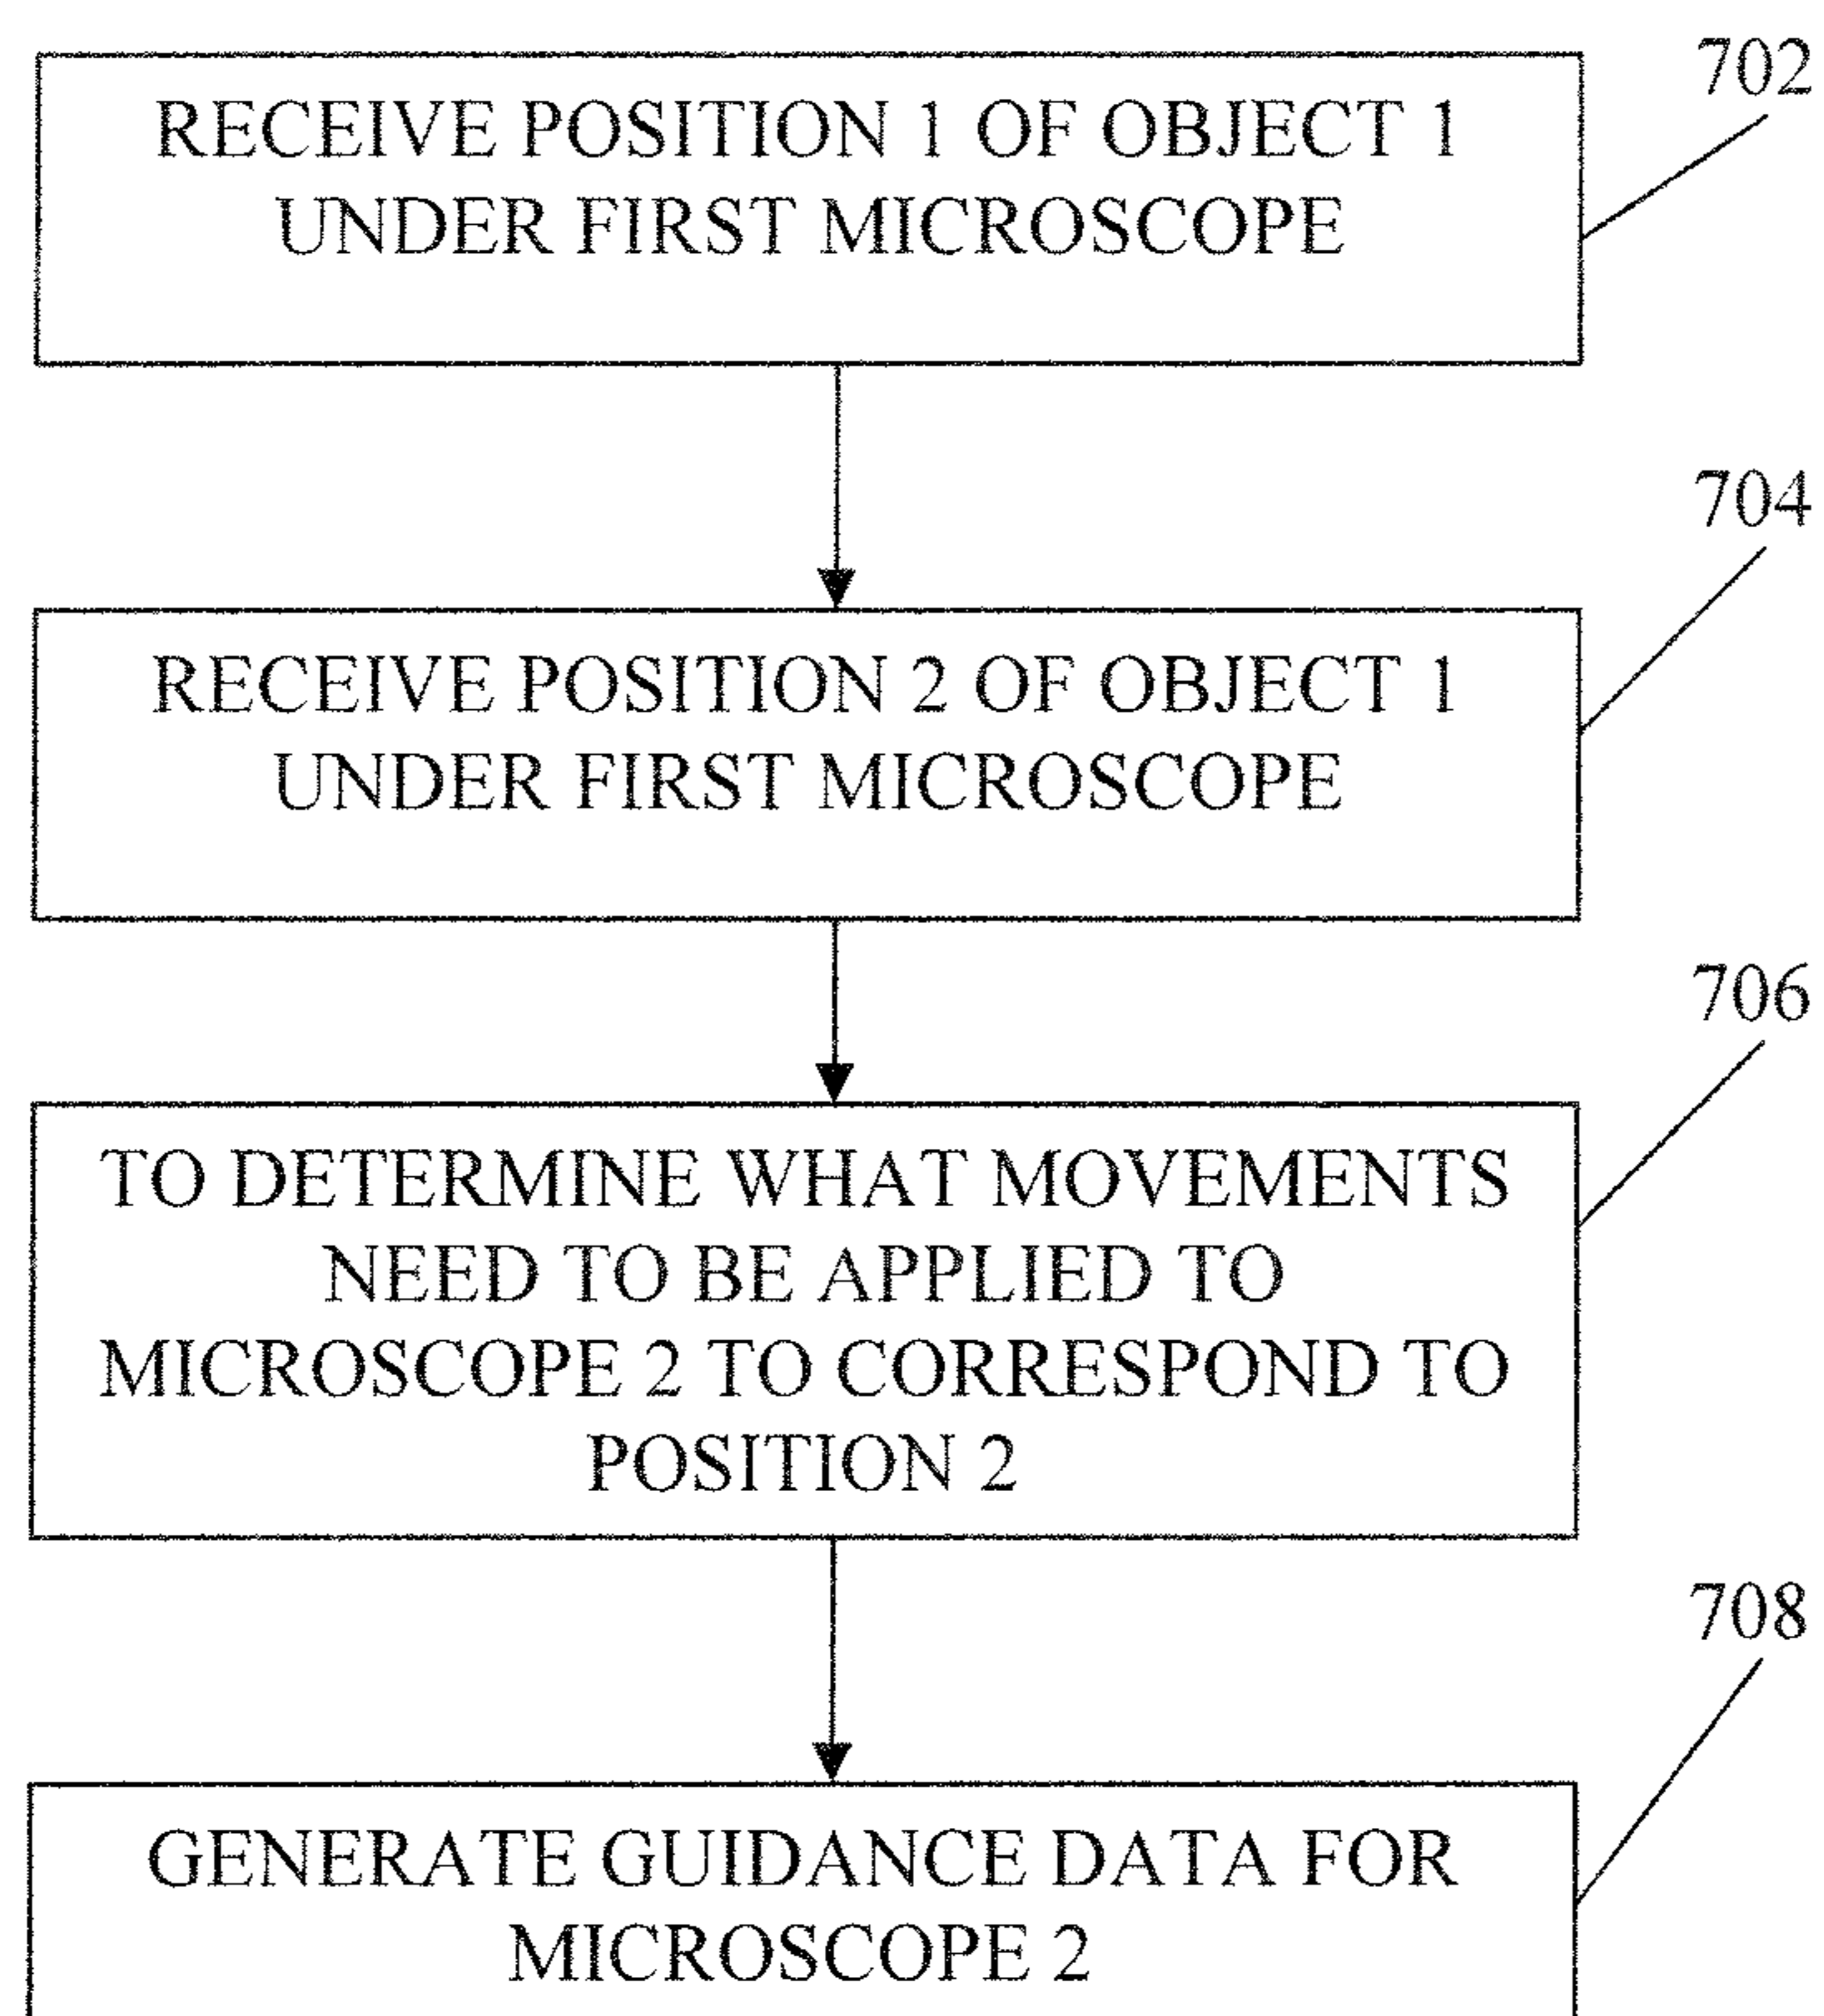 702
RECEIVE POSITION 1 OF OBJECT 1
UNDER FIRST MICROSCOPE
704
RECEIVE POSITION 2 OF OBJECT 1
UNDER FIRST MICROSCOPE
706
TO DETERMINE WHAT MOVEMENTS
NEED TO BE APPLIED TO
MICROSCOPE 2 TO CORRESPOND TO
POSITION 2
708
GENERATE GUIDANCE DATA FOR
MICROSCOPE 2